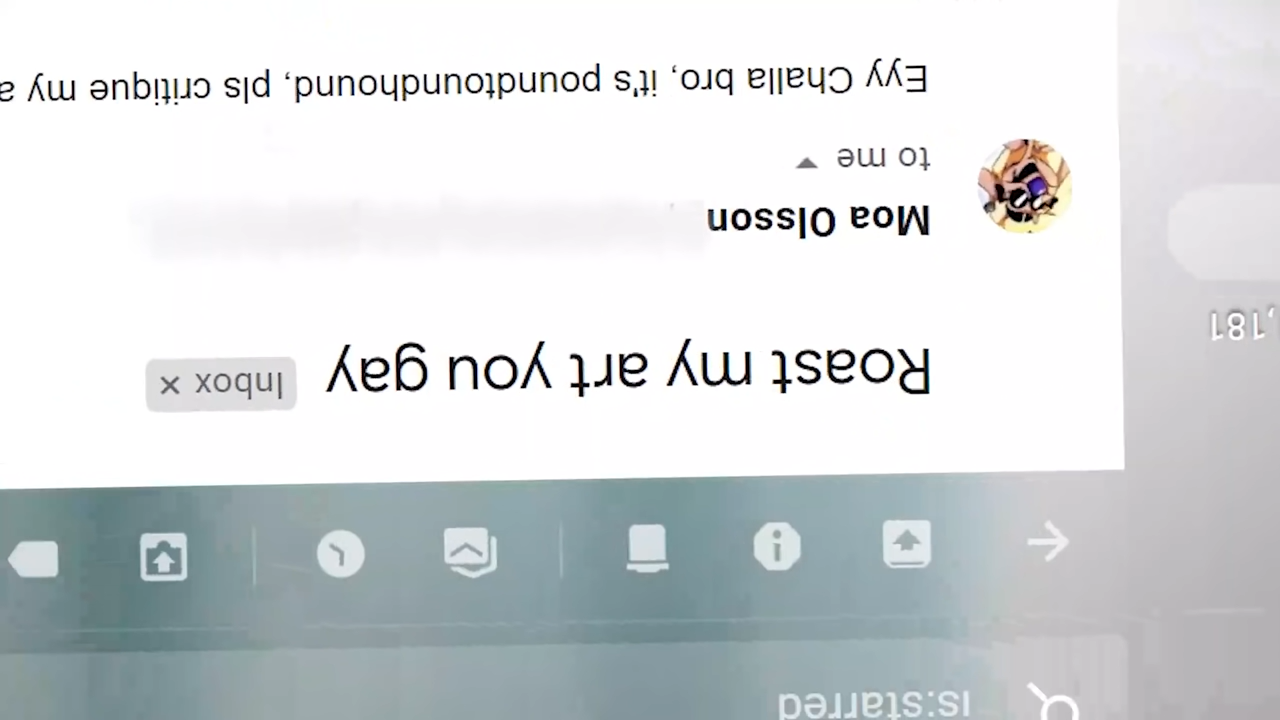 is:starred
Roast my art you gay
Inbox ×
,181
Moa Olsson
to me
Eyy Challa bro, it's poundtoundhound, pls critique my a